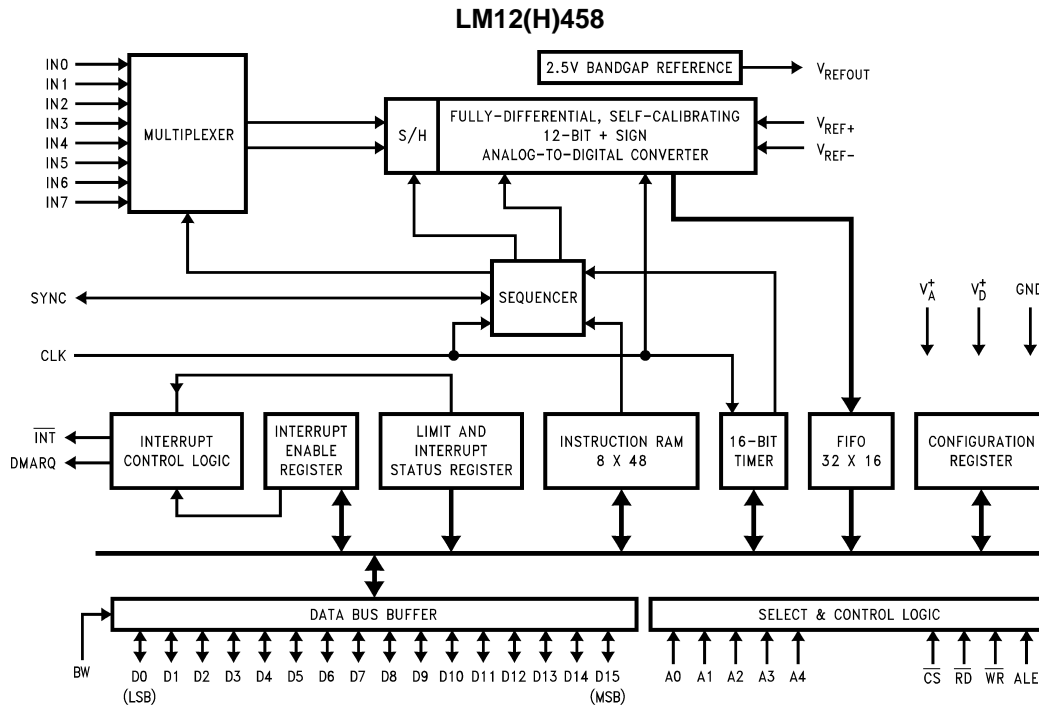 LM12(H)458
IN0
IN1
IN2
IN3
IN4
IN5
IN6
IN7
MULTIPLEXER
2.5V BANDGAP REFERENCE
VREFOUT
S/H
FULLY-DIFFERENTIAL, SELF-CALIBRATING
12-BIT + SIGN
ANALOG-TO-DIGITAL CONVERTER
VREF+
VREF-
SEQUENCER
SYNC
CLK
V+A
V+D
GND
INT
DMARQ
INTERRUPT
CONTROL LOGIC
INTERRUPT
ENABLE
REGISTER
LIMIT AND
INTERRUPT
STATUS REGISTER
INSTRUCTION RAM
8 X 48
16-BIT
TIMER
FIFO
32 X 16
CONFIGURATION
REGISTER
DATA BUS BUFFER
SELECT & CONTROL LOGIC
BW
D0 D1 D2 D3 D4 D5 D6 D7 D8 D9 D10 D11 D12 D13 D14 D15
(LSB) (MSB)
A0 A1 A2 A3 A4
CS RD WR ALE